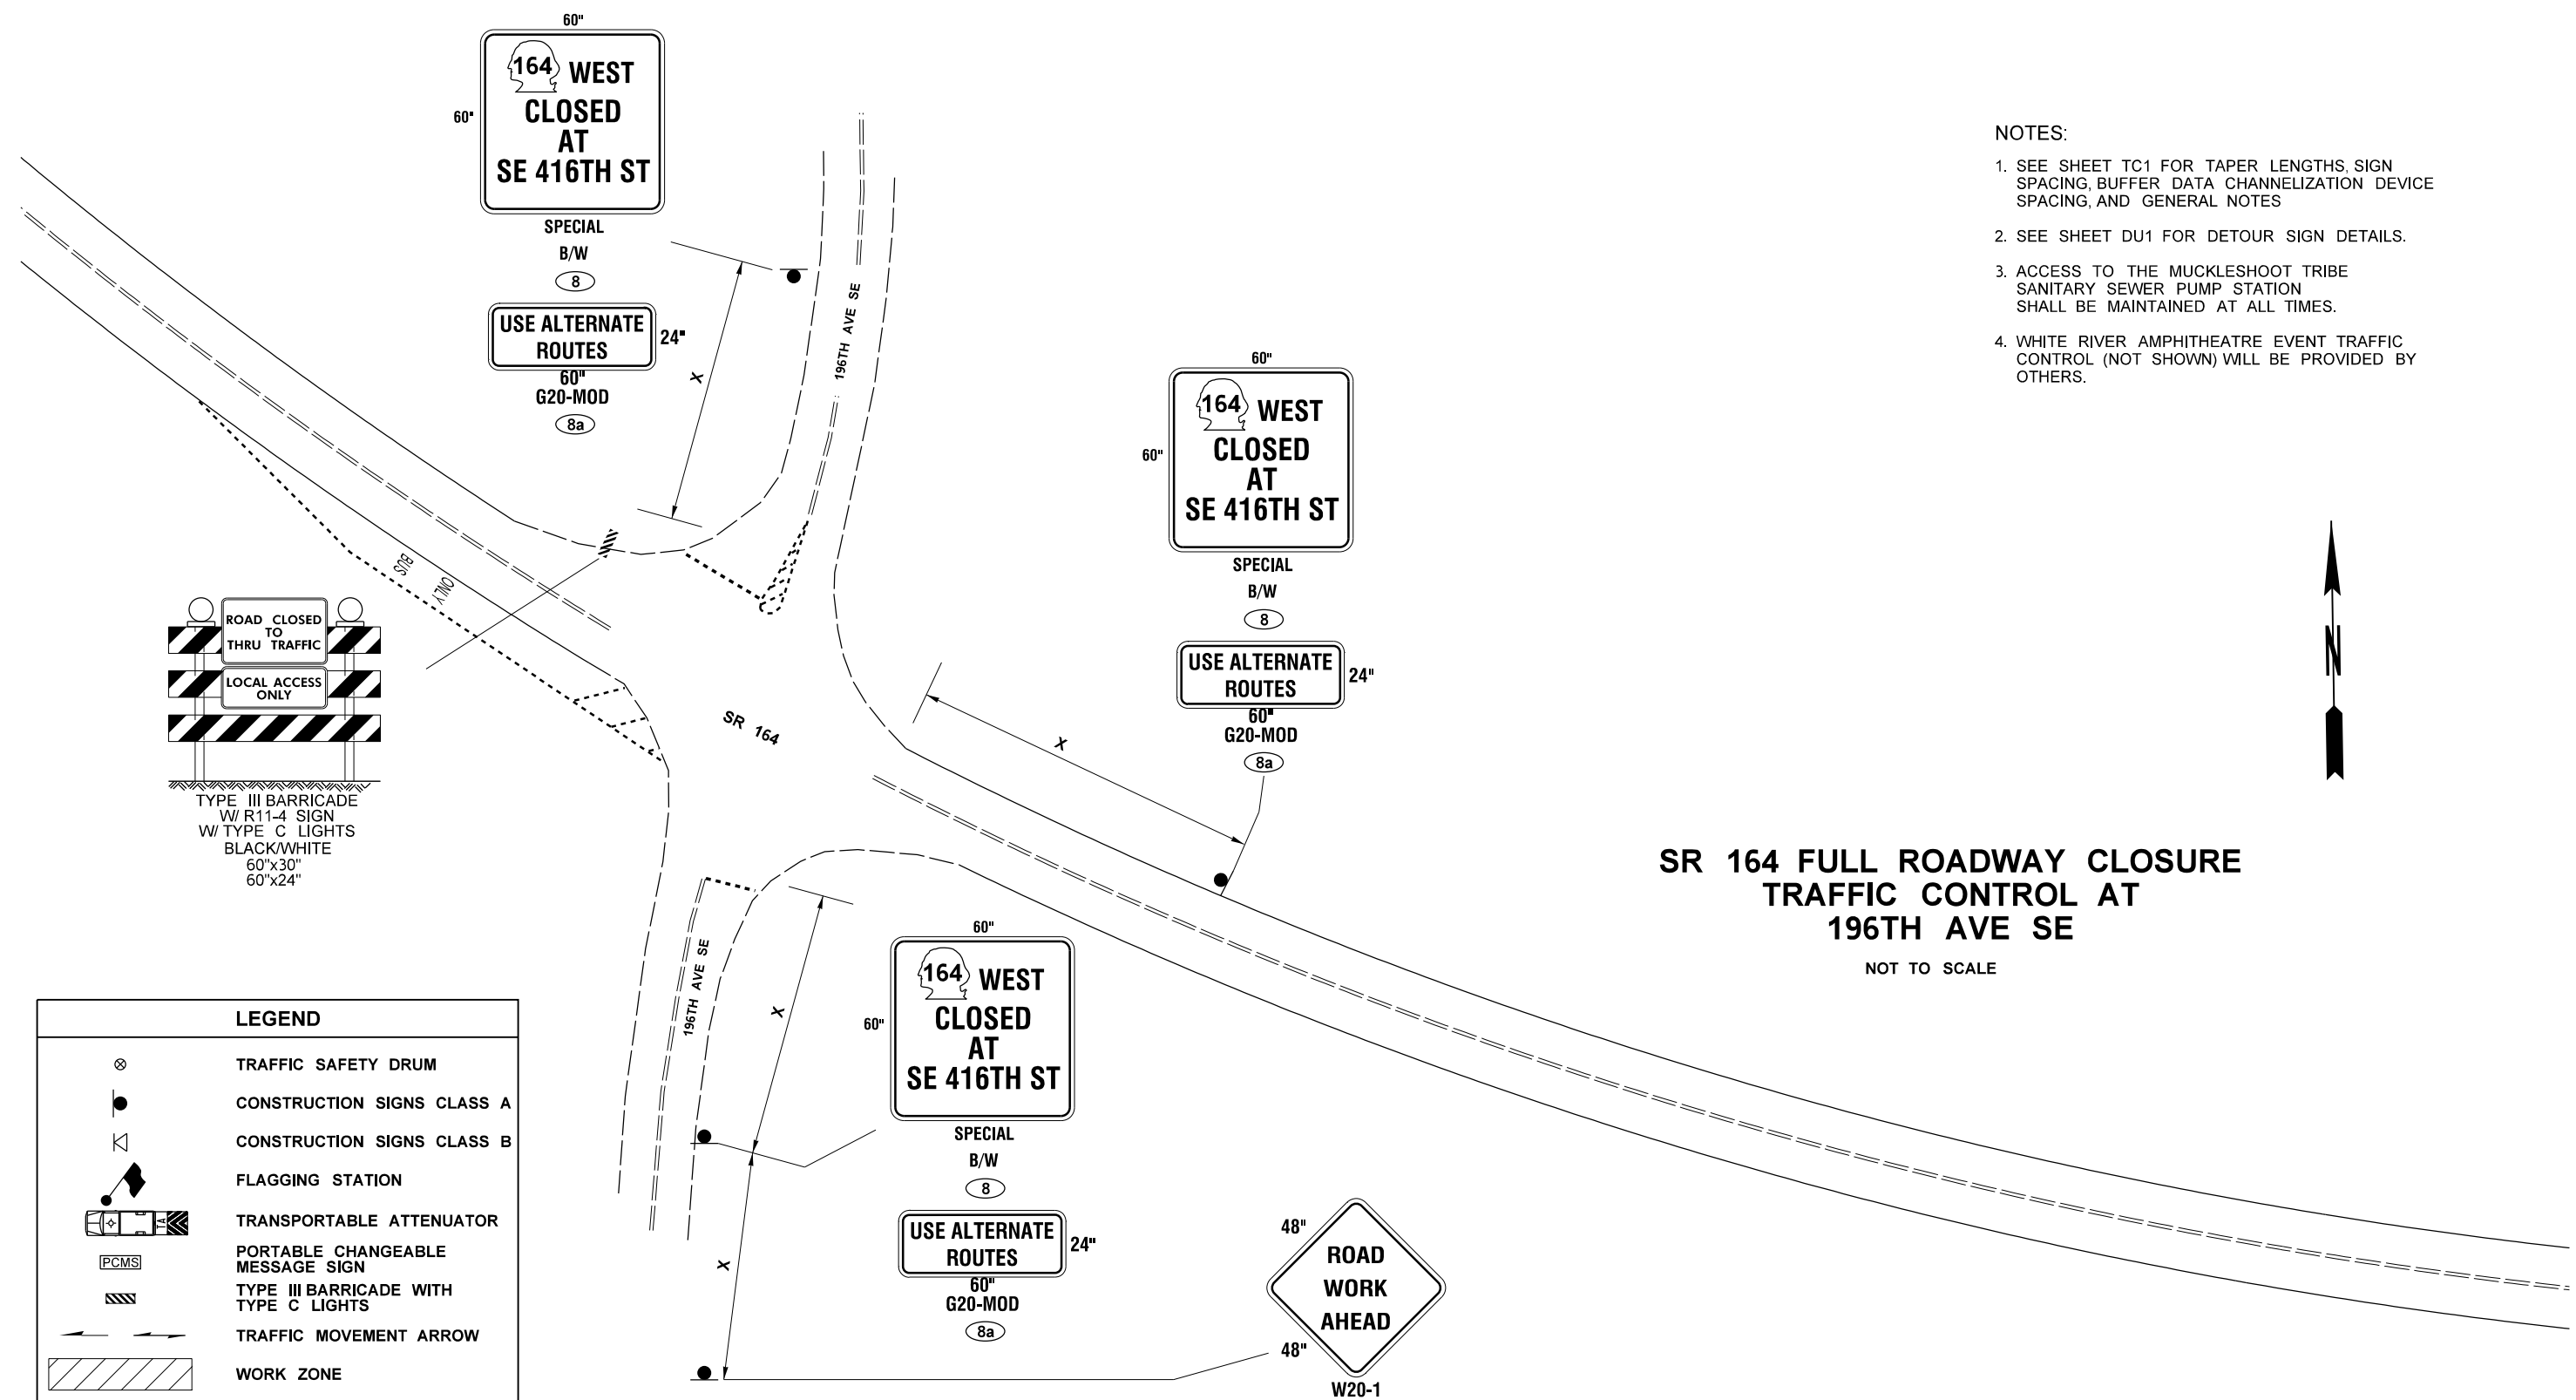 60"
164 WEST
CLOSED
AT
SE 416TH ST
60"
SPECIAL
B/W
8
USE ALTERNATE
ROUTES
24"
60"
G20-MOD
8a
X
196TH AVE SE
NOTES:
1. SEE SHEET TC1 FOR TAPER LENGTHS, SIGN
SPACING, BUFFER DATA CHANNELIZATION DEVICE
SPACING, AND GENERAL NOTES
2. SEE SHEET DU1 FOR DETOUR SIGN DETAILS.
3. ACCESS TO THE MUCKLESHOOT TRIBE
SANITARY SEWER PUMP STATION
SHALL BE MAINTAINED AT ALL TIMES.
4. WHITE RIVER AMPHITHEATRE EVENT TRAFFIC
CONTROL (NOT SHOWN) WILL BE PROVIDED BY
OTHERS.
60"
164 WEST
CLOSED
AT
SE 416TH ST
60"
SPECIAL
B/W
8
USE ALTERNATE
ROUTES
24"
60"
G20-MOD
8a
X
N
BUS
ONLY
SR 164
ROAD CLOSED
TO
THRU TRAFFIC
LOCAL ACCESS
ONLY
TYPE III BARRICADE
W/ R11-4 SIGN
W/ TYPE C LIGHTS
BLACK/WHITE
60"x30"
60"x24"
SR 164 FULL ROADWAY CLOSURE
TRAFFIC CONTROL AT
196TH AVE SE
NOT TO SCALE
196TH AVE SE
X
X
60"
164 WEST
CLOSED
AT
SE 416TH ST
60"
SPECIAL
B/W
8
USE ALTERNATE
ROUTES
24"
60"
G20-MOD
8a
48"
ROAD
WORK
AHEAD
48"
W20-1
LEGEND
TRAFFIC SAFETY DRUM
CONSTRUCTION SIGNS CLASS A
CONSTRUCTION SIGNS CLASS B
FLAGGING STATION
TA
TRANSPORTABLE ATTENUATOR
PCMS
PORTABLE CHANGEABLE
MESSAGE SIGN
TYPE III BARRICADE WITH
TYPE C LIGHTS
TRAFFIC MOVEMENT ARROW
WORK ZONE